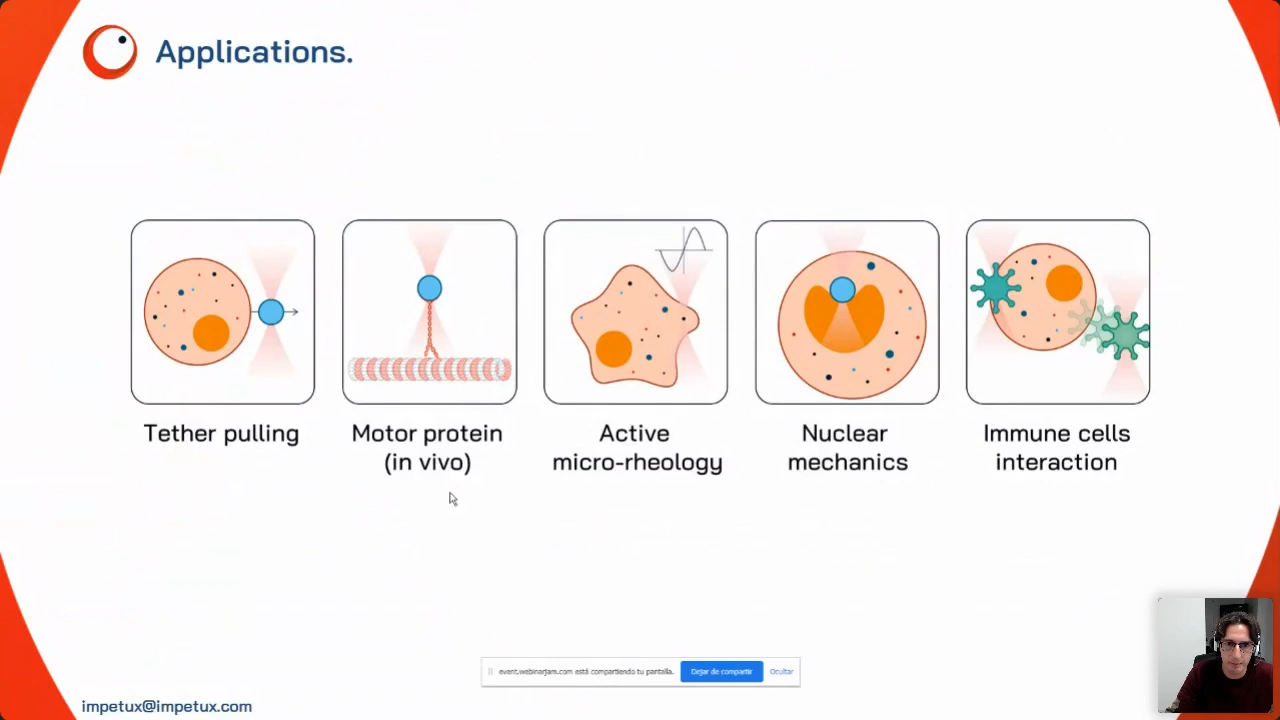 Applications.
Tether pulling
Motor protein
(in vivo)
Active
micro-rheology
Nuclear
mechanics
Immune cells
interaction
event.webinarjam.com está compartiendo tu pantalla.
Dejar de compartir
Ocultar
impetux@impetux.com